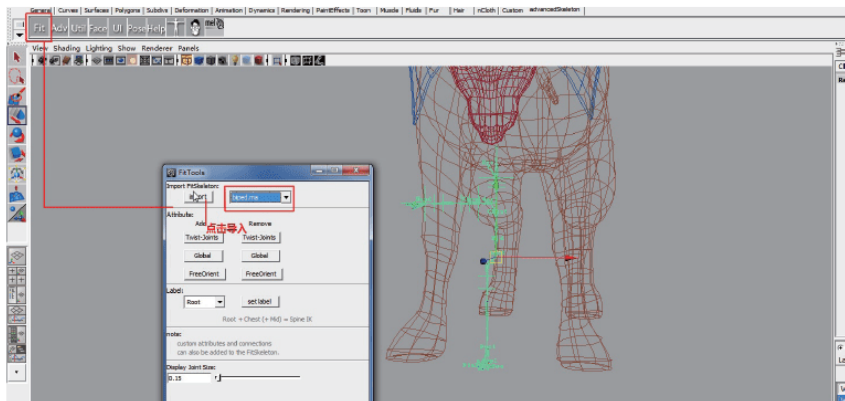 General | Curves | Surfaces | Polygons | Subdivs | Deformation | Animation | Dynamics | Rendering | PaintEffects | Toon | Muscle | Fluids | Fur | Hair | nCloth | Custom | advancedSkeleton |
Fit Adv Util Face UI Pose Help mel
View Shading Lighting Show Renderer Panels
FitTools
Import FitSkeleton:
biped.ma
点击导入
Attribute:
Add Remove
Twist-Joints Twist-Joints
Global Global
FreeOrient FreeOrient
Label:
Root set label
Root + Chest (+ Mid) = Spine IK
note:
custom attributes and connections
can also be added to the FitSkeleton.
Display Joint Size:
0.15